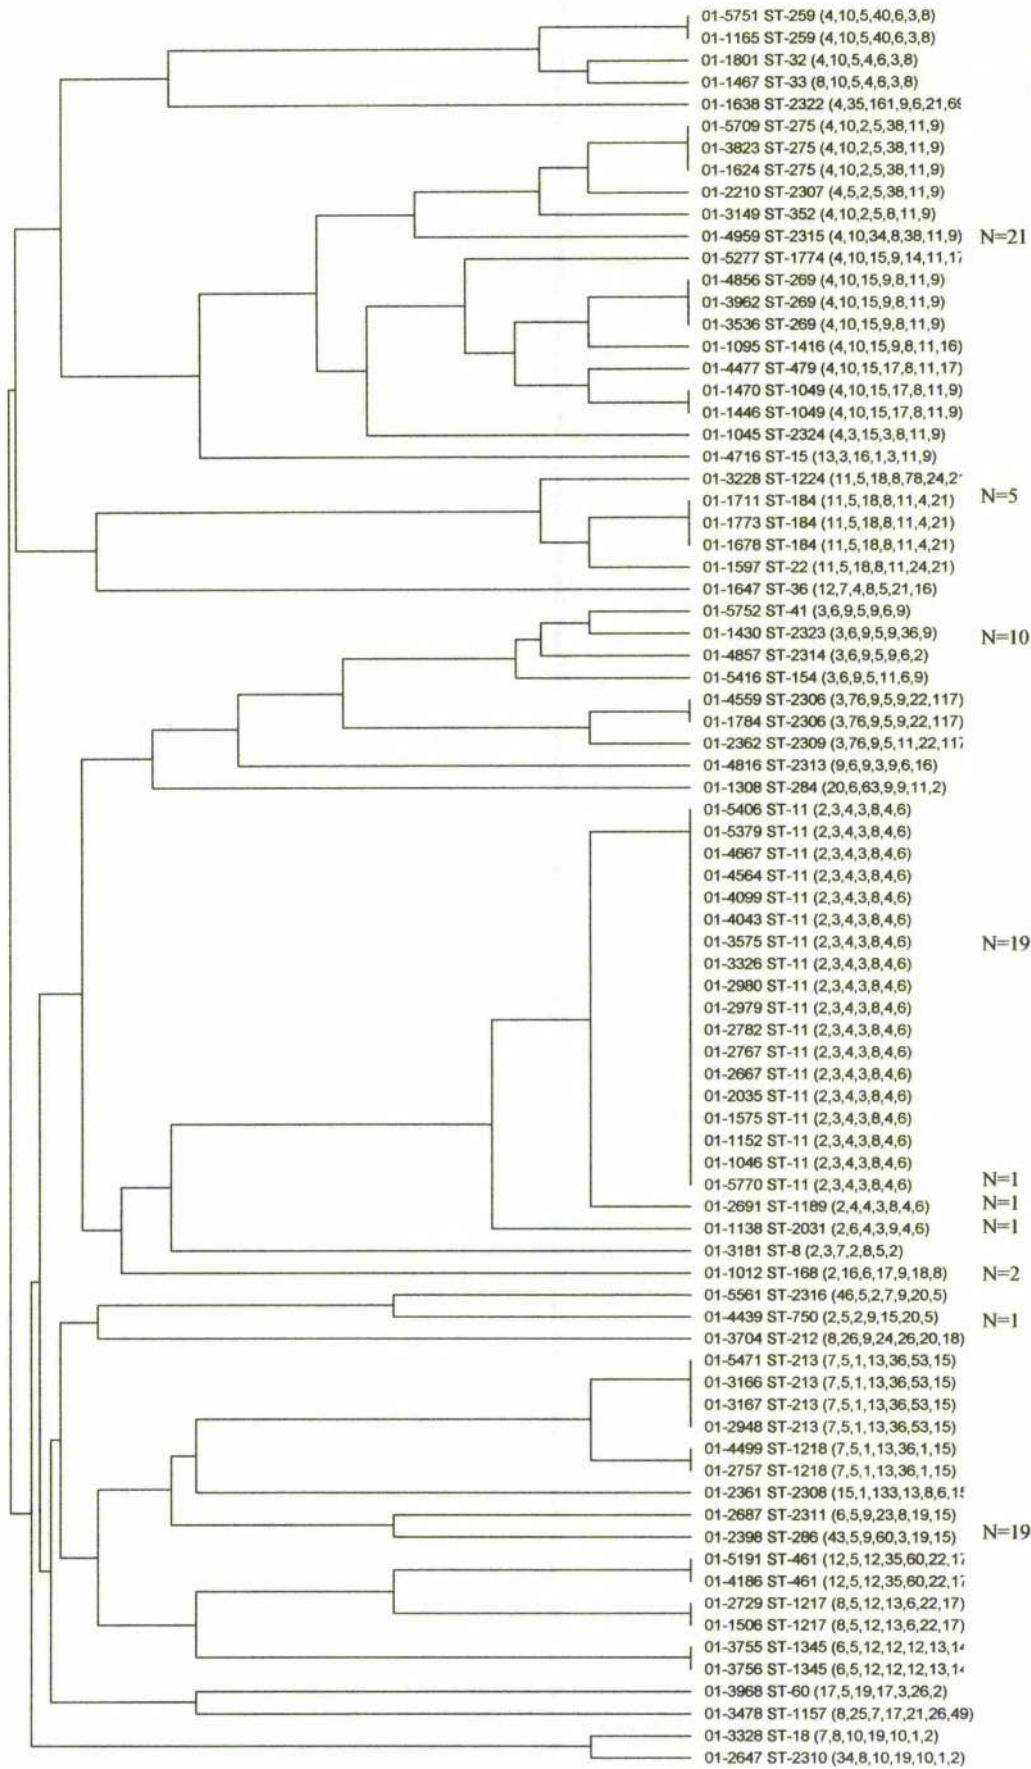 01-5751 ST-259 (4,10,5,40,6,3,8)
01-1165 ST-259 (4,10,5,40,6,3,8)
01-1801 ST-32 (4,10,5,4,6,3,8)
01-1467 ST-33 (8,10,5,4,6,3,8)
01-1638 ST-2322 (4,35,161,9,6,21,69
01-5709 ST-275 (4,10,2,5,38,11,9)
01-3823 ST-275 (4,10,2,5,38,11,9)
01-1624 ST-275 (4,10,2,5,38,11,9)
01-2210 ST-2307 (4,5,2,5,38,11,9)
01-3149 ST-352 (4,10,2,5,8,11,9)
01-4959 ST-2315 (4,10,34,8,38,11,9) N=21
01-5277 ST-1774 (4,10,15,9,14,11,17
01-4856 ST-269 (4,10,15,9,8,11,9)
01-3962 ST-269 (4,10,15,9,8,11,9)
01-3536 ST-269 (4,10,15,9,8,11,9)
01-1095 ST-1416 (4,10,15,9,8,11,16)
01-4477 ST-479 (4,10,15,17,8,11,17)
01-1470 ST-1049 (4,10,15,17,8,11,9)
01-1446 ST-1049 (4,10,15,17,8,11,9)
01-1045 ST-2324 (4,3,15,3,8,11,9)
01-4716 ST-15 (13,3,16,1,3,11,9)
01-3228 ST-1224 (11,5,18,8,78,24,2
01-1711 ST-184 (11,5,18,8,11,4,21) N=5
01-1773 ST-184 (11,5,18,8,11,4,21)
01-1678 ST-184 (11,5,18,8,11,4,21)
01-1597 ST-22 (11,5,18,8,11,24,21)
01-1647 ST-36 (12,7,4,8,5,21,16)
01-5752 ST-41 (3,6,9,5,9,6,9)
01-1430 ST-2323 (3,6,9,5,9,36,9) N=10
01-4857 ST-2314 (3,6,9,5,9,6,2)
01-5416 ST-154 (3,6,9,5,11,6,9)
01-4559 ST-2306 (3,76,9,5,9,22,117)
01-1784 ST-2306 (3,76,9,5,9,22,117)
01-2362 ST-2309 (3,76,9,5,11,22,117
01-4816 ST-2313 (9,6,9,3,9,6,16)
01-1308 ST-284 (20,6,63,9,9,11,2)
01-5406 ST-11 (2,3,4,3,8,4,6)
01-5379 ST-11 (2,3,4,3,8,4,6)
01-4667 ST-11 (2,3,4,3,8,4,6)
01-4564 ST-11 (2,3,4,3,8,4,6)
01-4099 ST-11 (2,3,4,3,8,4,6)
01-4043 ST-11 (2,3,4,3,8,4,6)
01-3575 ST-11 (2,3,4,3,8,4,6) N=19
01-3326 ST-11 (2,3,4,3,8,4,6)
01-2980 ST-11 (2,3,4,3,8,4,6)
01-2979 ST-11 (2,3,4,3,8,4,6)
01-2782 ST-11 (2,3,4,3,8,4,6)
01-2767 ST-11 (2,3,4,3,8,4,6)
01-2667 ST-11 (2,3,4,3,8,4,6)
01-2035 ST-11 (2,3,4,3,8,4,6)
01-1575 ST-11 (2,3,4,3,8,4,6)
01-1152 ST-11 (2,3,4,3,8,4,6)
01-1046 ST-11 (2,3,4,3,8,4,6)
01-5770 ST-11 (2,3,4,3,8,4,6) N=1
01-2691 ST-1189 (2,4,4,3,8,4,6) N=1
01-1138 ST-2031 (2,6,4,3,9,4,6) N=1
01-3181 ST-8 (2,3,7,2,8,5,2)
01-1012 ST-168 (2,16,6,17,9,18,8) N=2
01-5561 ST-2316 (46,5,2,7,9,20,5)
01-4439 ST-750 (2,5,2,9,15,20,5) N=1
01-3704 ST-212 (8,26,9,24,26,20,18)
01-5471 ST-213 (7,5,1,13,36,53,15)
01-3166 ST-213 (7,5,1,13,36,53,15)
01-3167 ST-213 (7,5,1,13,36,53,15)
01-2948 ST-213 (7,5,1,13,36,53,15)
01-4499 ST-1218 (7,5,1,13,36,1,15)
01-2757 ST-1218 (7,5,1,13,36,1,15)
01-2361 ST-2308 (15,1,133,13,8,6,15
01-2687 ST-2311 (6,5,9,23,8,19,15)
01-2398 ST-286 (43,5,9,60,3,19,15) N=19
01-5191 ST-461 (12,5,12,35,60,22,17
01-4186 ST-461 (12,5,12,35,60,22,17
01-2729 ST-1217 (8,5,12,13,6,22,17)
01-1506 ST-1217 (8,5,12,13,6,22,17)
01-3755 ST-1345 (6,5,12,12,12,13,14
01-3756 ST-1345 (6,5,12,12,12,13,14
01-3968 ST-60 (17,5,19,17,3,26,2)
01-3478 ST-1157 (8,25,7,17,21,26,49)
01-3328 ST-18 (7,8,10,19,10,1,2)
01-2647 ST-2310 (34,8,10,19,10,1,2)